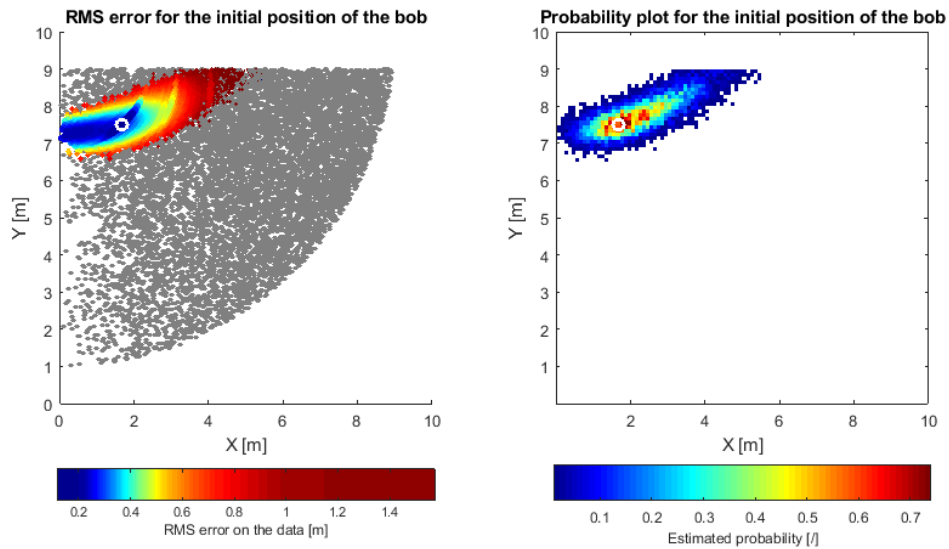 RMS error for the initial position of the bob
10
9
8
7
6
5
4
3
2
1
0
Y [m]
0 2 4 6 8 10
X [m]
0.2 0.4 0.6 0.8 1 1.2 1.4
RMS error on the data [m]
Probability plot for the initial position of the bob
10
9
8
7
6
5
4
3
2
1
Y [m]
2 4 6 8 10
X [m]
0.1 0.2 0.3 0.4 0.5 0.6 0.7
Estimated probability [/]